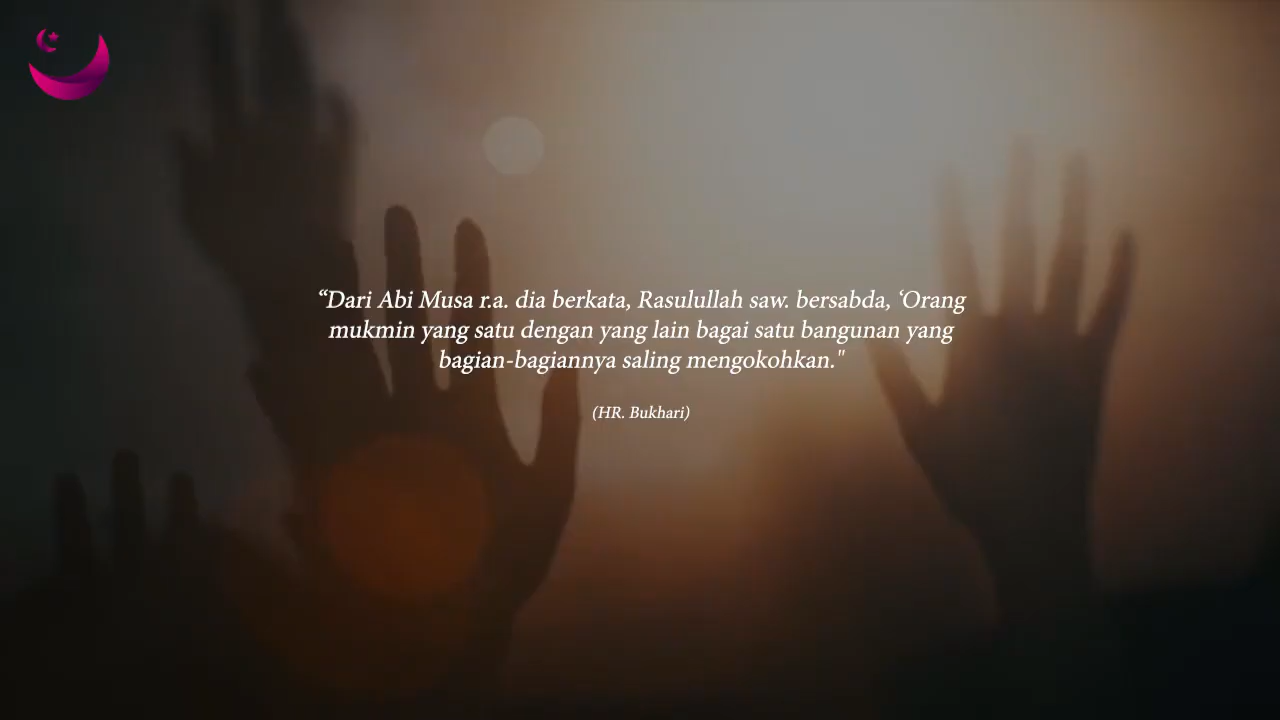 “Dari Abi Musa r.a. dia berkata, Rasulullah saw. bersabda, ‘Orang
mukmin yang satu dengan yang lain bagai satu bangunan yang
bagian-bagiannya saling mengokohkan."
(HR. Bukhari)